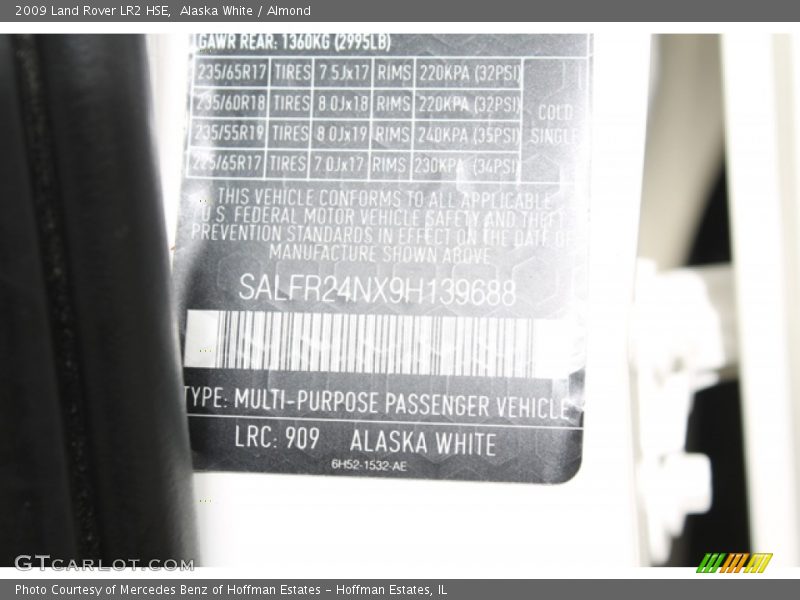 2009 Land Rover LR2 HSE, Alaska White / Almond
GAWR REAR: 1360KG (2995LB)
235/65R17 TIRES 7.5Jx17 RIMS 220KPA (32PSI)
235/60R18 TIRES 8.0Jx18 RIMS 220KPA (32PSI)
235/55R19 TIRES 8.0Jx19 RIMS 240KPA (35PSI)
225/65R17 TIRES 7.0Jx17 RIMS 230KPA (34PSI)
COLD
SINGLE
THIS VEHICLE CONFORMS TO ALL APPLICABLE
U.S. FEDERAL MOTOR VEHICLE SAFETY AND THEFT
PREVENTION STANDARDS IN EFFECT ON THE DATE OF
MANUFACTURE SHOWN ABOVE
SALFR24NX9H139688
TYPE: MULTI-PURPOSE PASSENGER VEHICLE
LRC: 909 ALASKA WHITE
6H52-1532-AE
GTCARLOT.COM
Photo Courtesy of Mercedes Benz of Hoffman Estates - Hoffman Estates, IL